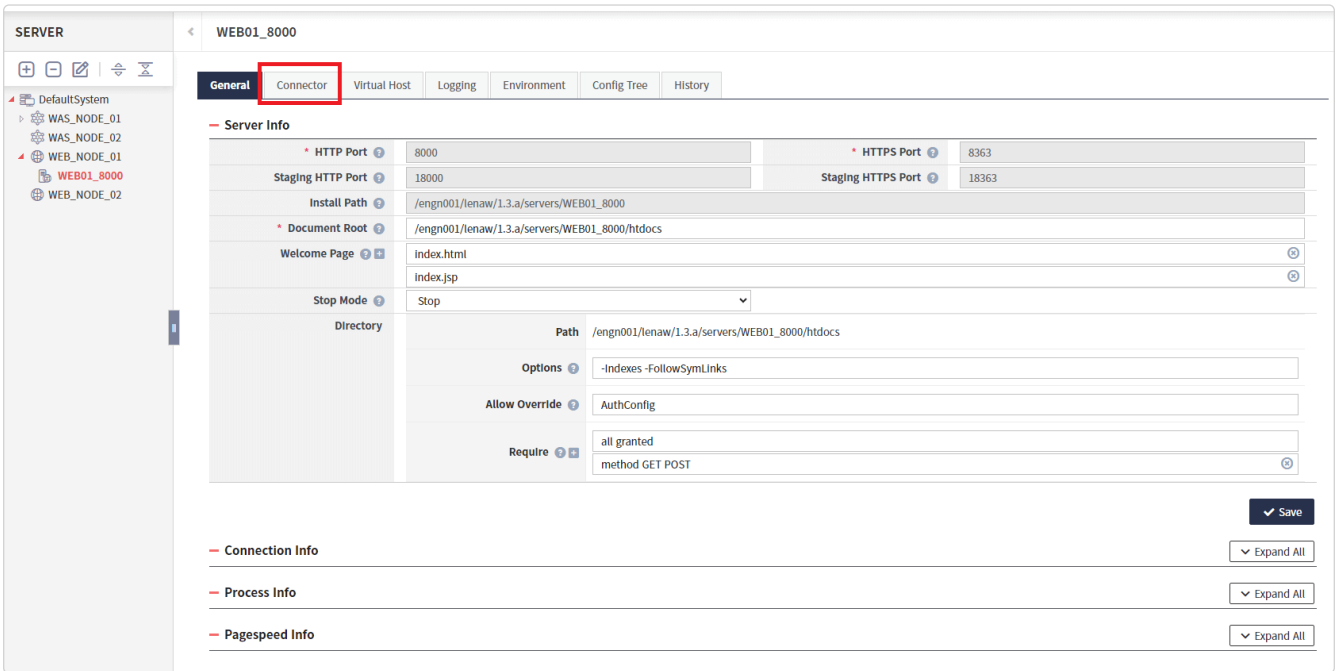 SERVER
WEB01_8000
DefaultSystem
WAS_NODE_01
WAS_NODE_02
WEB_NODE_01
WEB01_8000
WEB_NODE_02
General Connector Virtual Host Logging Environment Config Tree History
Server Info
* HTTP Port 8000 * HTTPS Port 8363
Staging HTTP Port 18000 Staging HTTPS Port 18363
Install Path /engn001/lenaw/1.3.a/servers/WEB01_8000
* Document Root /engn001/lenaw/1.3.a/servers/WEB01_8000/htdocs
Welcome Page index.html
index.jsp
Stop Mode Stop
Directory
Path /engn001/lenaw/1.3.a/servers/WEB01_8000/htdocs
Options -Indexes -FollowSymLinks
Allow Override AuthConfig
Require all granted
method GET POST
Save
Connection Info Expand All
Process Info Expand All
Pagespeed Info Expand All